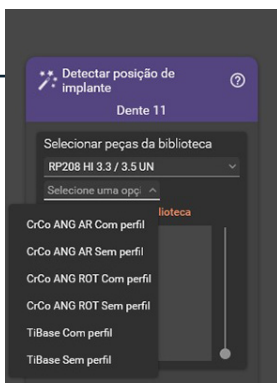 Detectar posição de
implante
Dente 11
Selecionar peças da biblioteca
RP208 HI 3.3 / 3.5 UN
Selecione uma opçi
lioteca
CrCo ANG AR Com perfil
CrCo ANG AR Sem perfil
CrCo ANG ROT Com perfil
CrCo ANG ROT Sem perfil
TiBase Com perfil
TiBase Sem perfil